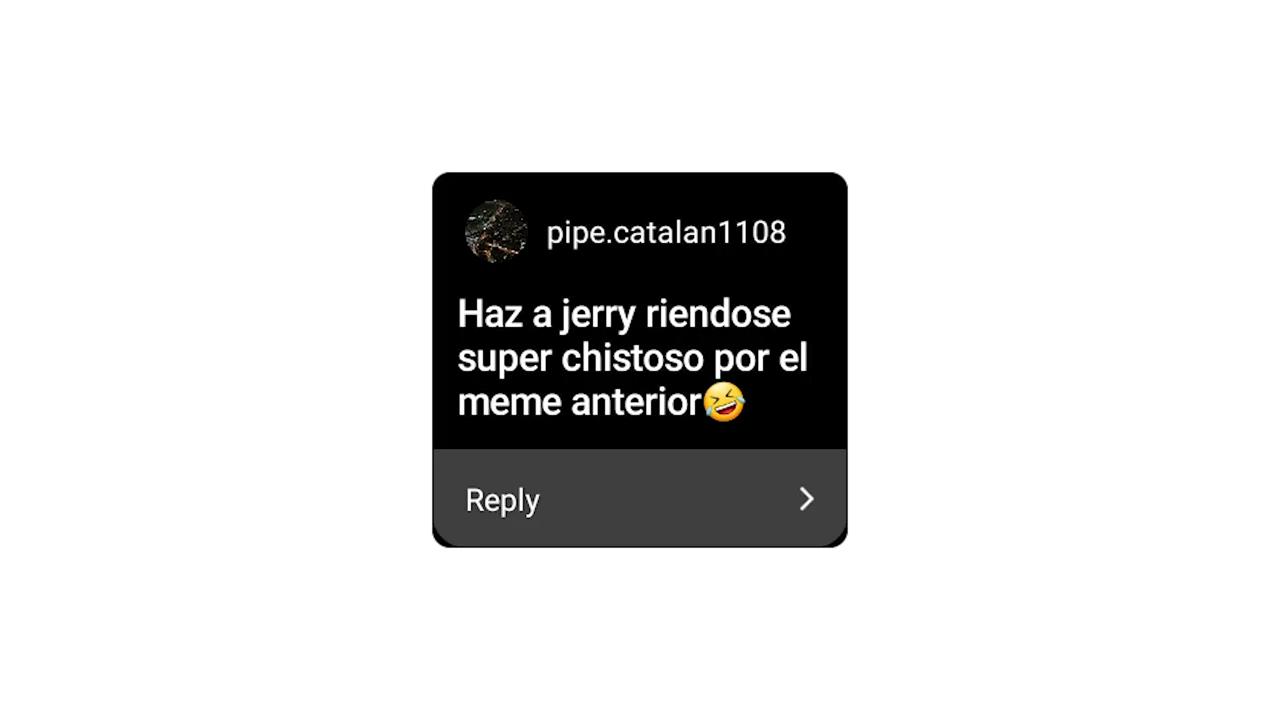 pipe.catalan1108
Haz a jerry riendose
super chistoso por el
meme anterior🤣
Reply